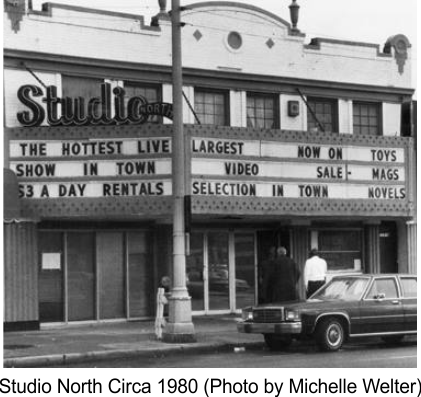 Studio NORTH
THE HOTTEST LIVE LARGEST NOW ON TOYS
SHOW IN TOWN VIDEO SALE- MAGS
$3 A DAY RENTALS SELECTION IN TOWN NOVELS
Studio North Circa 1980 (Photo by Michelle Welter)